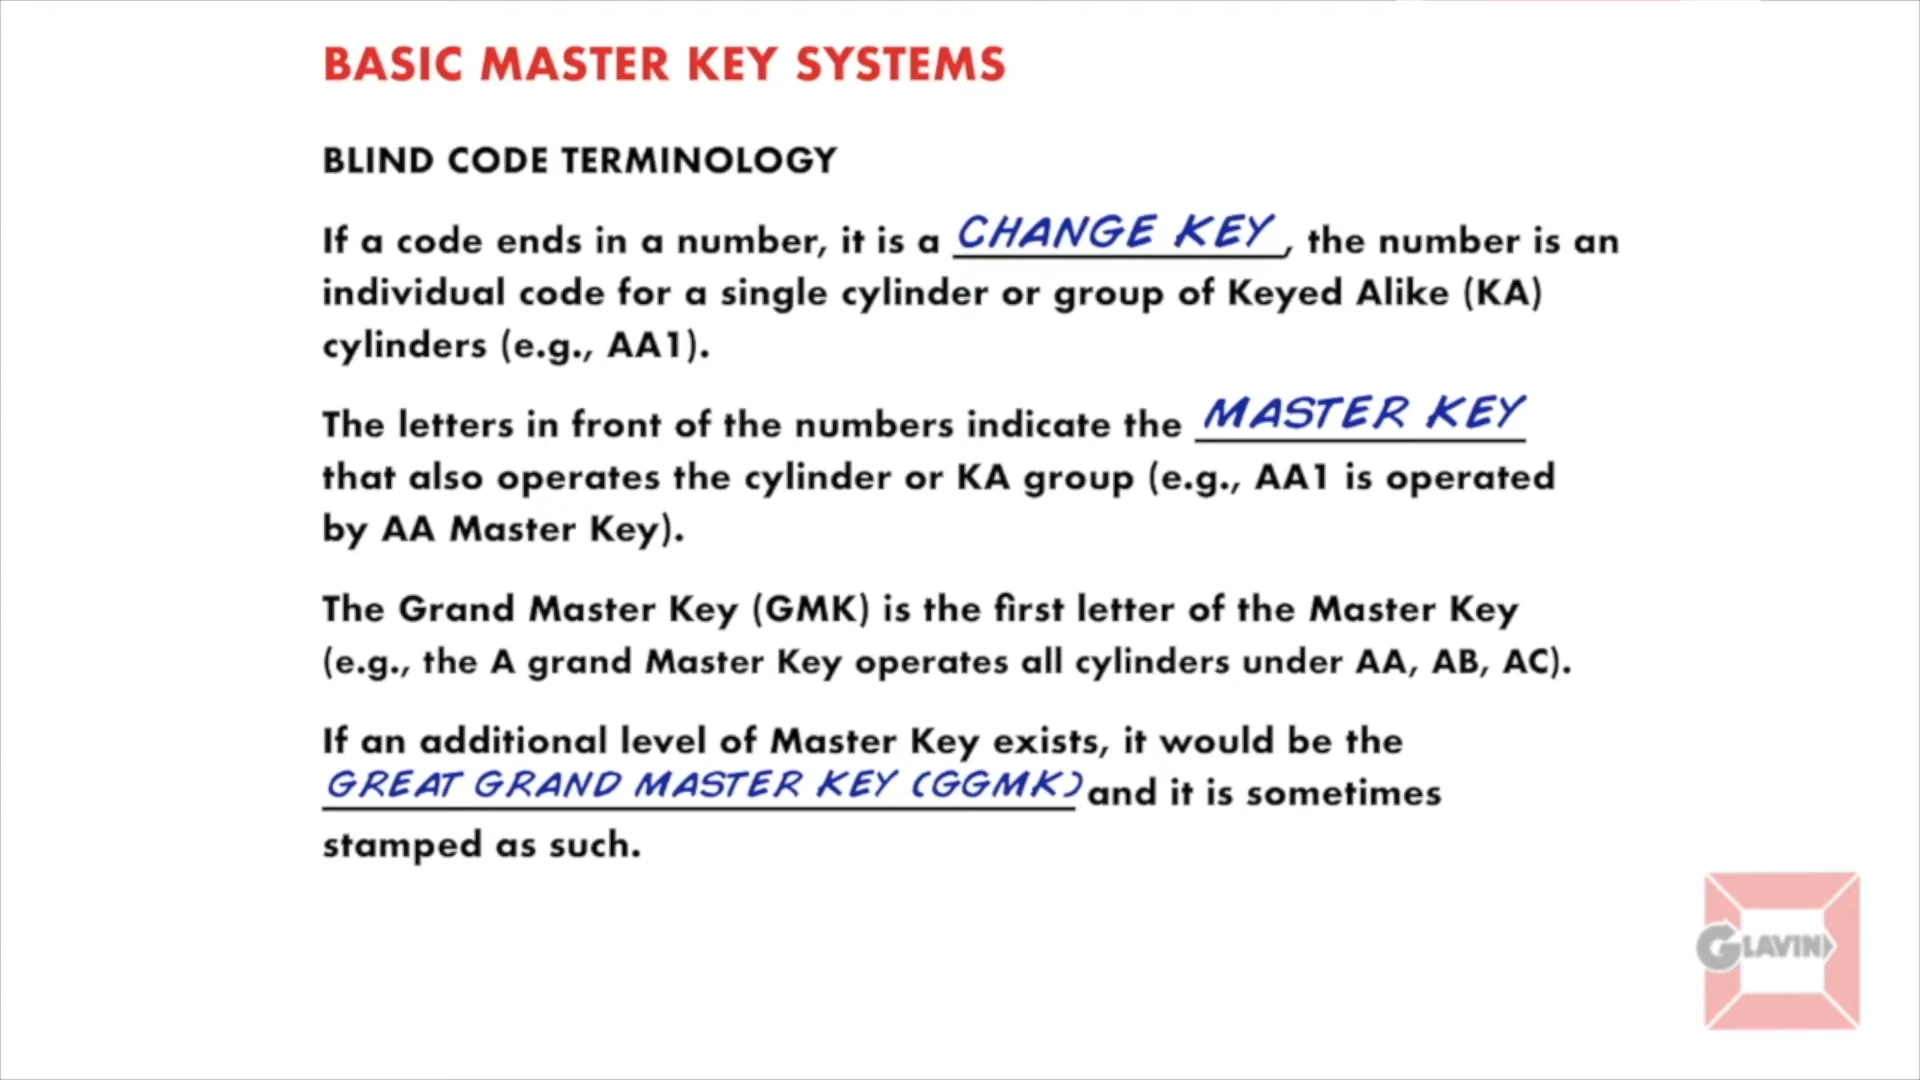 BASIC MASTER KEY SYSTEMS
BLIND CODE TERMINOLOGY
If a code ends in a number, it is a CHANGE KEY, the number is an
individual code for a single cylinder or group of Keyed Alike (KA)
cylinders (e.g., AA1).
The letters in front of the numbers indicate the MASTER KEY
that also operates the cylinder or KA group (e.g., AA1 is operated
by AA Master Key).
The Grand Master Key (GMK) is the first letter of the Master Key
(e.g., the A grand Master Key operates all cylinders under AA, AB, AC).
If an additional level of Master Key exists, it would be the
GREAT GRAND MASTER KEY (GGMK) and it is sometimes
stamped as such.
GLAVIN